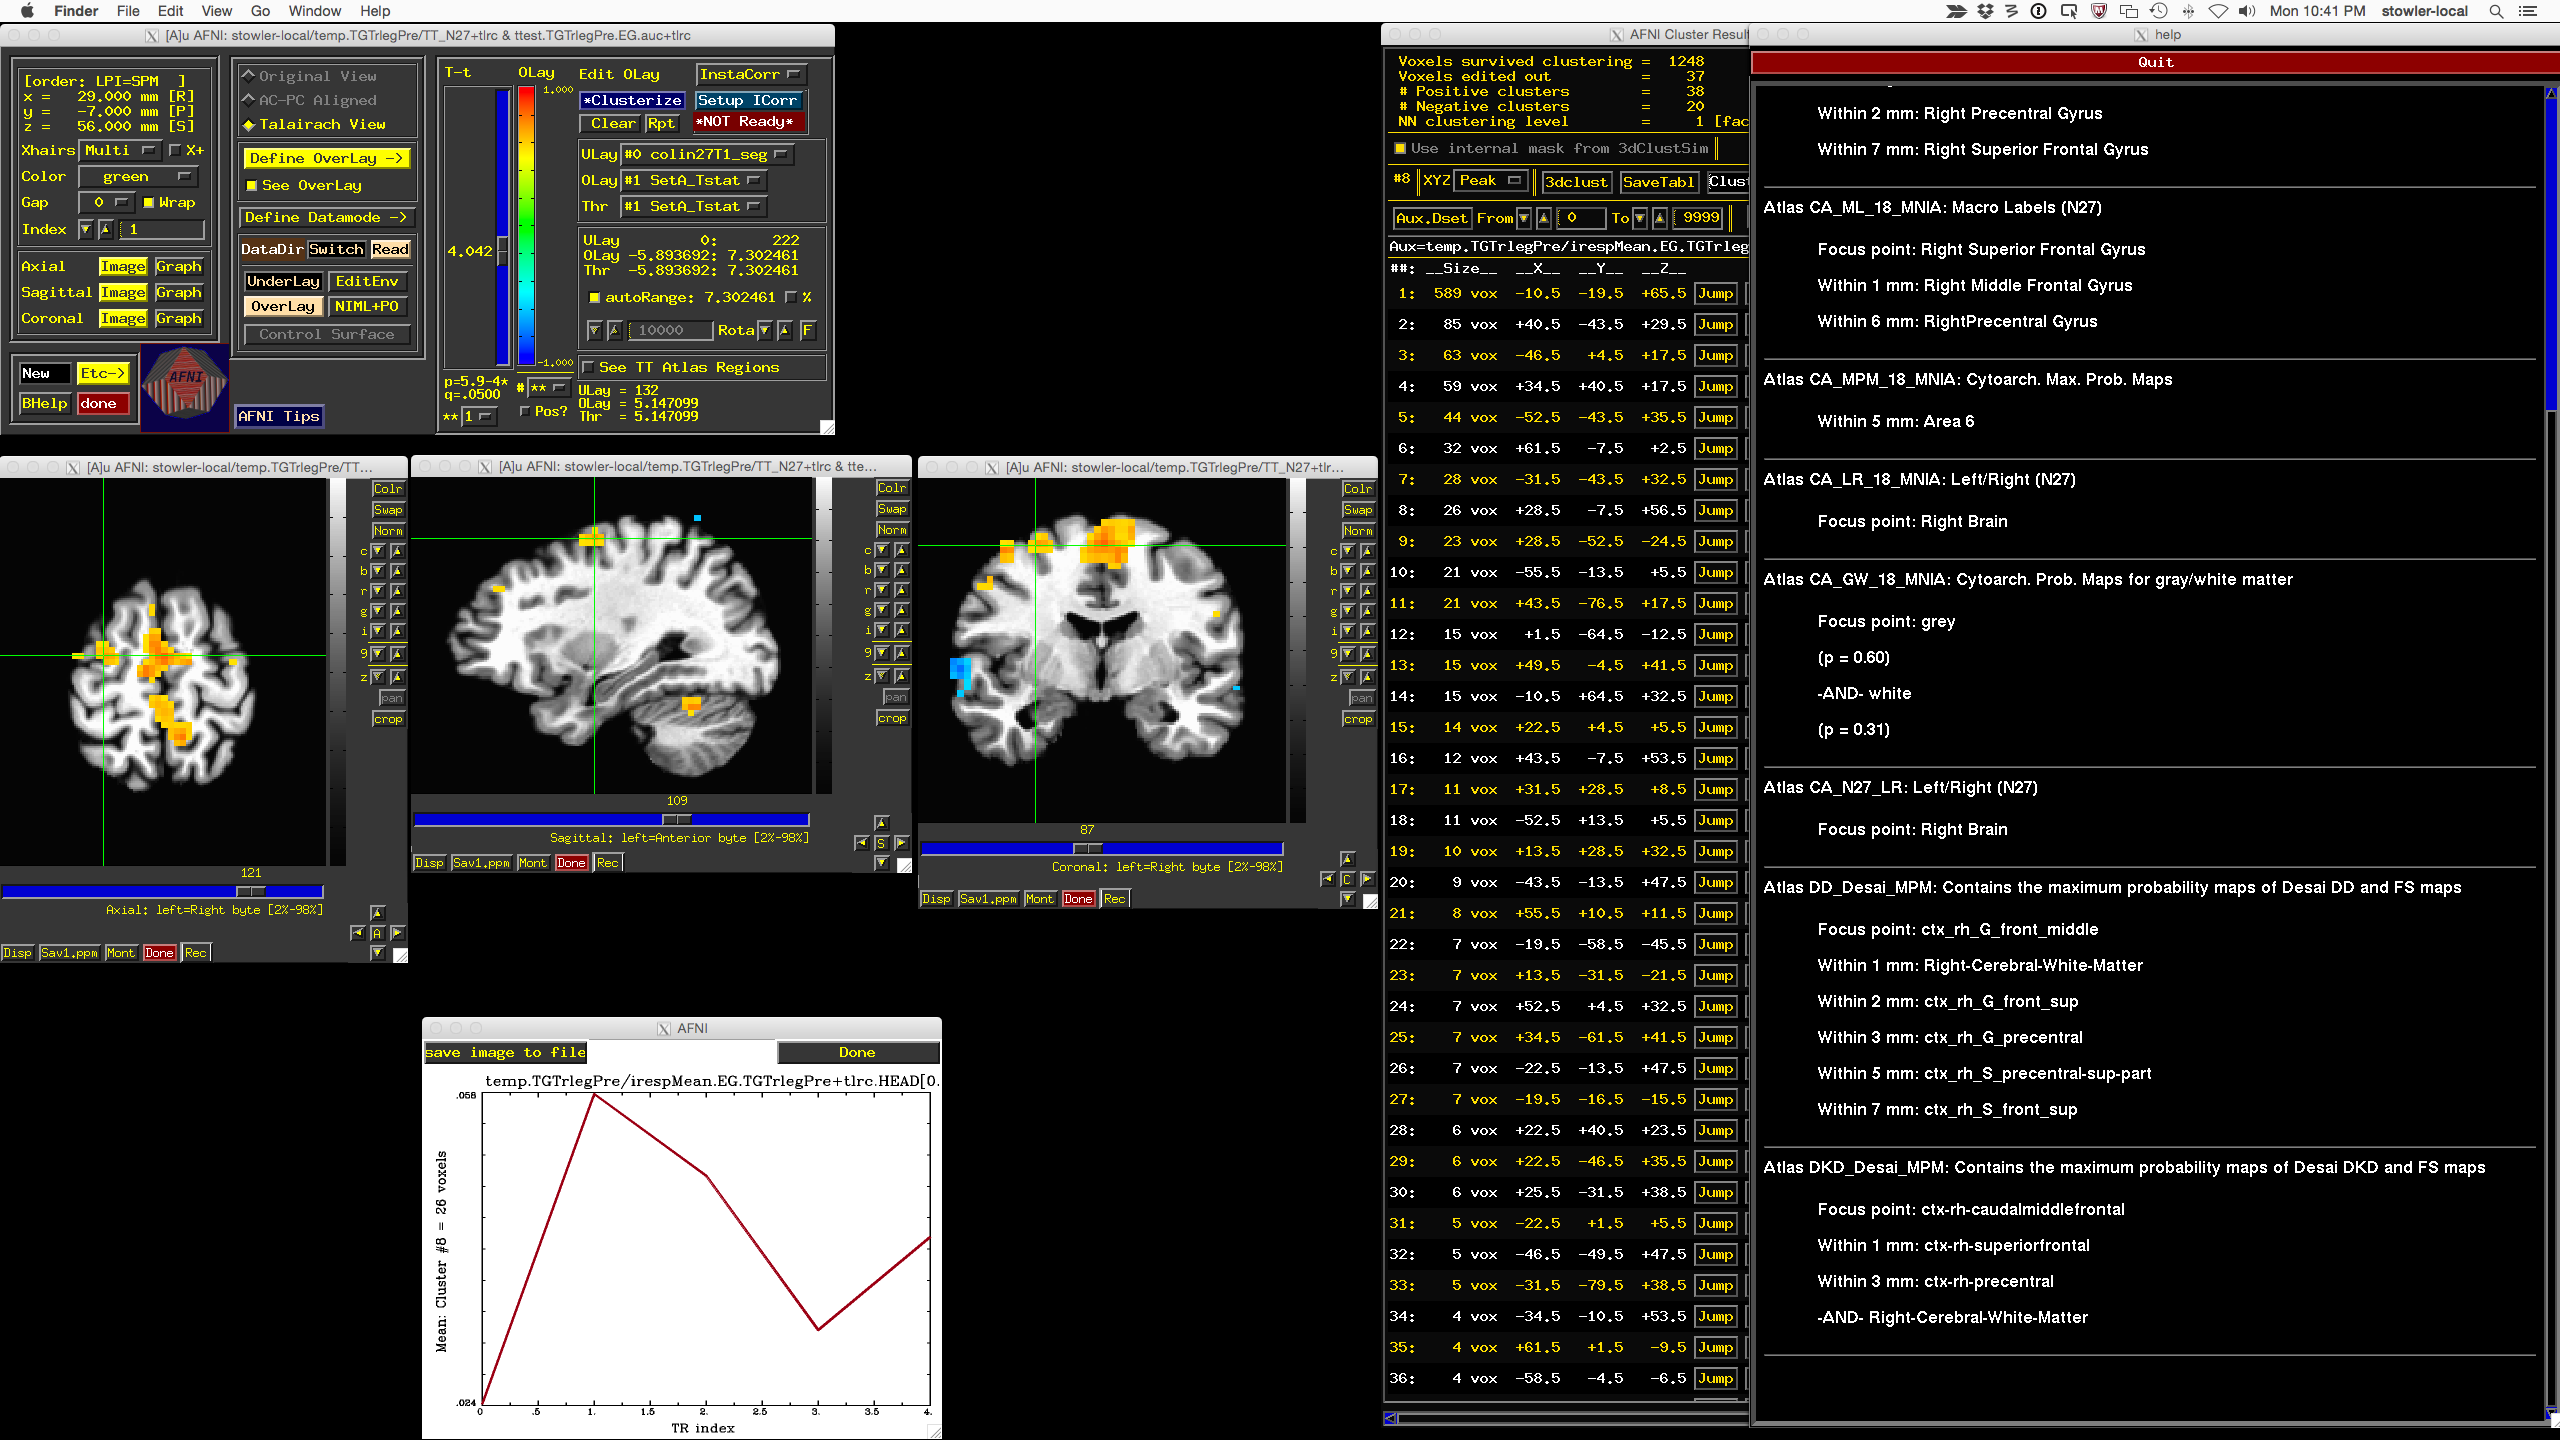 Finder File Edit View Go Window Help
Mon 10:41 PM stowler-local
[A]u AFNI: stowler-local/temp.TGTrlegPre/TT_N27+tlrc & ttest.TGTrlegPre.EG.auc+tlrc
[order: LPI=SPM ]
x = 29.000 mm [R]
y = -7.000 mm [P]
z = 56.000 mm [S]
Xhairs Multi X+
Color green
Gap 0 Wrap
Index 1
Axial Image Graph
Sagittal Image Graph
Coronal Image Graph
New Etc->
BHelp done
AFNI
Original View
AC-PC Aligned
Talairach View
Define OverLay ->
See OverLay
Define Datamode ->
DataDir Switch Read
UnderLay EditEnv
OverLay NIML+PO
Control Surface
AFNI Tips
T-t
4.042
p=5.9-4*
q=.0500
** 1
OLay
1.000
-1.000
# **
Pos?
Edit OLay InstaCorr
*Clusterize Setup ICorr
Clear Rpt *NOT Ready*
ULay #0 colin27T1_seg
OLay #1 SetA_Tstat
Thr #1 SetA_Tstat
ULay 0: 222
OLay -5.893692: 7.302461
Thr -5.893692: 7.302461
autoRange: 7.302461 %
10000 Rota F
See TT Atlas Regions
ULay = 132
OLay = 5.147099
Thr = 5.147099
[A]u AFNI: stowler-local/temp.TGTrlegPre/TT...
Colr
Swap
Norm
c
b
r
g
i
9
z
pan
crop
121
Axial: left=Right byte [2%-98%]
A
Disp Sav1.ppm Mont Done Rec
[A]u AFNI: stowler-local/temp.TGTrlegPre/TT_N27+tlrc & tte...
Colr
Swap
Norm
c
b
r
g
i
9
z
pan
crop
109
Sagittal: left=Anterior byte [2%-98%]
S
Disp Sav1.ppm Mont Done Rec
[A]u AFNI: stowler-local/temp.TGTrlegPre/TT_N27+tlr...
Colr
Swap
Norm
c
b
r
g
i
9
z
pan
crop
87
Coronal: left=Right byte [2%-98%]
C
Disp Sav1.ppm Mont Done Rec
AFNI
save image to file Done
temp.TGTrlegPre/irespMean.EG.TGTrlegPre+tlrc.HEAD[0.
.058
Mean: Cluster #8 = 26 voxels
.024
0 .5 1. 1.5 2. 2.5 3. 3.5 4.
TR index
AFNI Cluster Result
Voxels survived clustering = 1248
Voxels edited out = 37
# Positive clusters = 38
# Negative clusters = 20
NN clustering level = 1 [fac
Use internal mask from 3dClustSim
#8 XYZ Peak 3dclust SaveTabl Clust
Aux.Dset From 0 To 9999
Aux=temp.TGTrlegPre/irespMean.EG.TGTrleg
##: __Size__ __X__ __Y__ __Z__
1: 589 vox -10.5 -19.5 +65.5 Jump
2: 85 vox +40.5 -43.5 +29.5 Jump
3: 63 vox -46.5 +4.5 +17.5 Jump
4: 59 vox +34.5 +40.5 +17.5 Jump
5: 44 vox -52.5 -43.5 +35.5 Jump
6: 32 vox +61.5 -7.5 +2.5 Jump
7: 28 vox -31.5 -43.5 +32.5 Jump
8: 26 vox +28.5 -7.5 +56.5 Jump
9: 23 vox +28.5 -52.5 -24.5 Jump
10: 21 vox -55.5 -13.5 +5.5 Jump
11: 21 vox +43.5 -76.5 +17.5 Jump
12: 15 vox +1.5 -64.5 -12.5 Jump
13: 15 vox +49.5 -4.5 +41.5 Jump
14: 15 vox -10.5 +64.5 +32.5 Jump
15: 14 vox +22.5 +4.5 +5.5 Jump
16: 12 vox +43.5 -7.5 +53.5 Jump
17: 11 vox +31.5 +28.5 +8.5 Jump
18: 11 vox -52.5 +13.5 +5.5 Jump
19: 10 vox +13.5 +28.5 +32.5 Jump
20: 9 vox -43.5 -13.5 +47.5 Jump
21: 8 vox +55.5 +10.5 +11.5 Jump
22: 7 vox -19.5 -58.5 -45.5 Jump
23: 7 vox +13.5 -31.5 -21.5 Jump
24: 7 vox +52.5 +4.5 +32.5 Jump
25: 7 vox +34.5 -61.5 +41.5 Jump
26: 7 vox -22.5 -13.5 +47.5 Jump
27: 7 vox -19.5 -16.5 -15.5 Jump
28: 6 vox +22.5 +40.5 +23.5 Jump
29: 6 vox +22.5 -46.5 +35.5 Jump
30: 6 vox +25.5 -31.5 +38.5 Jump
31: 5 vox -22.5 +1.5 +5.5 Jump
32: 5 vox -46.5 -49.5 +47.5 Jump
33: 5 vox -31.5 -79.5 +38.5 Jump
34: 4 vox -34.5 -10.5 +53.5 Jump
35: 4 vox +61.5 +1.5 -9.5 Jump
36: 4 vox -58.5 -4.5 -6.5 Jump
help
Quit
Within 2 mm: Right Precentral Gyrus
Within 7 mm: Right Superior Frontal Gyrus
Atlas CA_ML_18_MNIA: Macro Labels (N27)
Focus point: Right Superior Frontal Gyrus
Within 1 mm: Right Middle Frontal Gyrus
Within 6 mm: RightPrecentral Gyrus
Atlas CA_MPM_18_MNIA: Cytoarch. Max. Prob. Maps
Within 5 mm: Area 6
Atlas CA_LR_18_MNIA: Left/Right (N27)
Focus point: Right Brain
Atlas CA_GW_18_MNIA: Cytoarch. Prob. Maps for gray/white matter
Focus point: grey
(p = 0.60)
-AND- white
(p = 0.31)
Atlas CA_N27_LR: Left/Right (N27)
Focus point: Right Brain
Atlas DD_Desai_MPM: Contains the maximum probability maps of Desai DD and FS maps
Focus point: ctx_rh_G_front_middle
Within 1 mm: Right-Cerebral-White-Matter
Within 2 mm: ctx_rh_G_front_sup
Within 3 mm: ctx_rh_G_precentral
Within 5 mm: ctx_rh_S_precentral-sup-part
Within 7 mm: ctx_rh_S_front_sup
Atlas DKD_Desai_MPM: Contains the maximum probability maps of Desai DKD and FS maps
Focus point: ctx-rh-caudalmiddlefrontal
Within 1 mm: ctx-rh-superiorfrontal
Within 3 mm: ctx-rh-precentral
-AND- Right-Cerebral-White-Matter